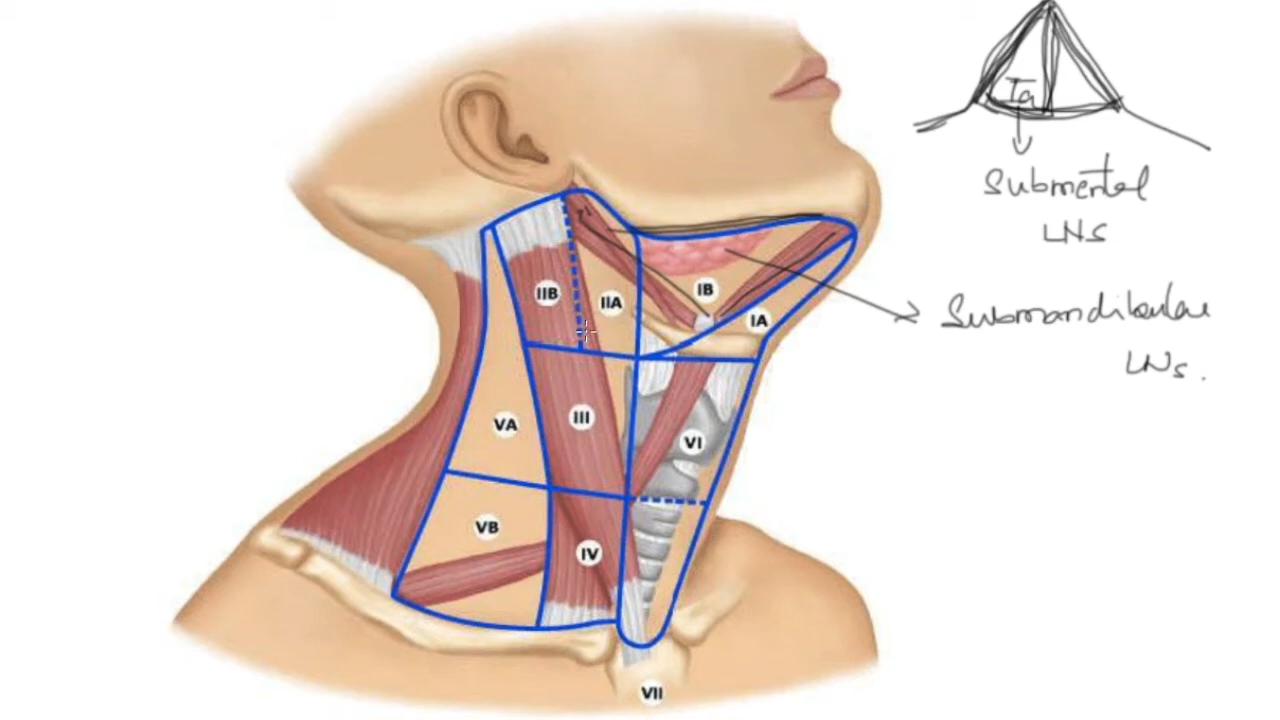 Ia
Submental
LNs
Submandibular
LNs.
IIB
IIA
IB
IA
VA
III
VI
VB
IV
VII